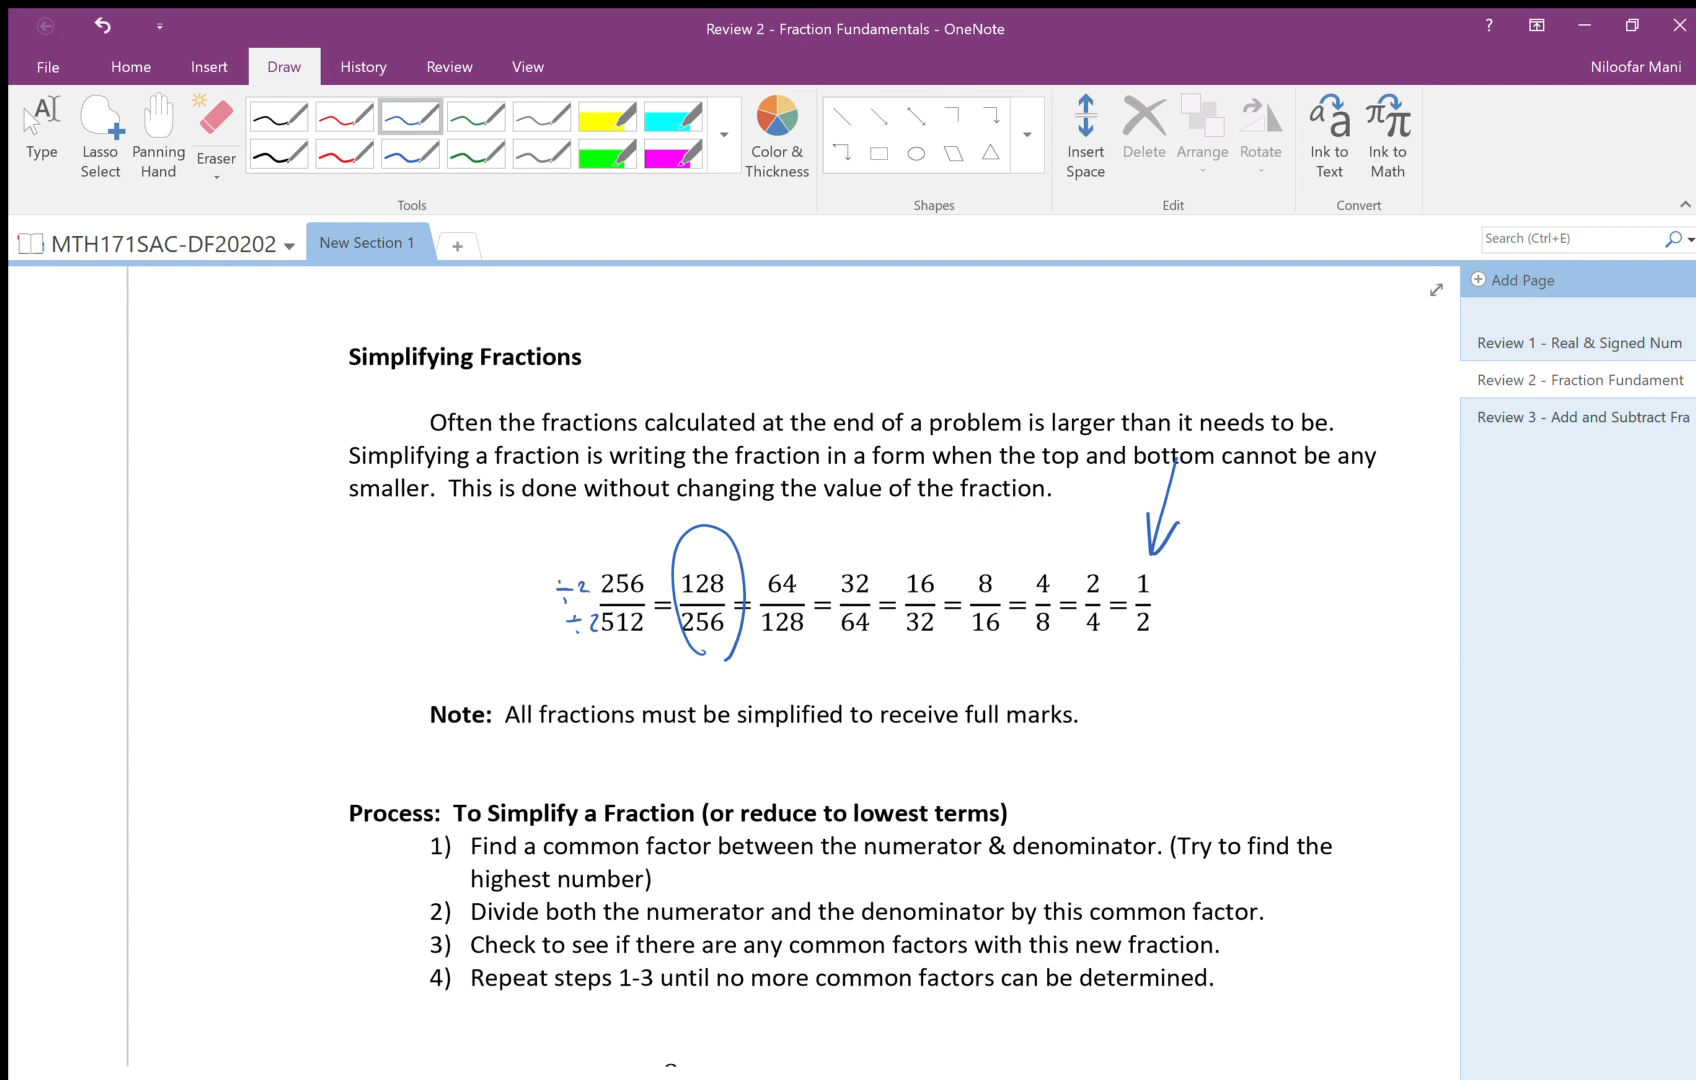 Review 2 - Fraction Fundamentals - OneNote
?
File Home Insert Draw History Review View
Niloofar Mani
Type
Lasso Select
Panning Hand
Eraser
Color & Thickness
Insert Space
Delete
Arrange
Rotate
Ink to Text
Ink to Math
Tools
Shapes
Edit
Convert
MTH171SAC-DF20202
New Section 1
+
Search (Ctrl+E)
Add Page
Review 1 - Real & Signed Num
Review 2 - Fraction Fundament
Review 3 - Add and Subtract Fra
Simplifying Fractions
Often the fractions calculated at the end of a problem is larger than it needs to be.
Simplifying a fraction is writing the fraction in a form when the top and bottom cannot be any
smaller. This is done without changing the value of the fraction.
÷2 256/÷2 512 = 128/256 = 64/128 = 32/64 = 16/32 = 8/16 = 4/8 = 2/4 = 1/2
Note: All fractions must be simplified to receive full marks.
Process: To Simplify a Fraction (or reduce to lowest terms)
1) Find a common factor between the numerator & denominator. (Try to find the
highest number)
2) Divide both the numerator and the denominator by this common factor.
3) Check to see if there are any common factors with this new fraction.
4) Repeat steps 1-3 until no more common factors can be determined.